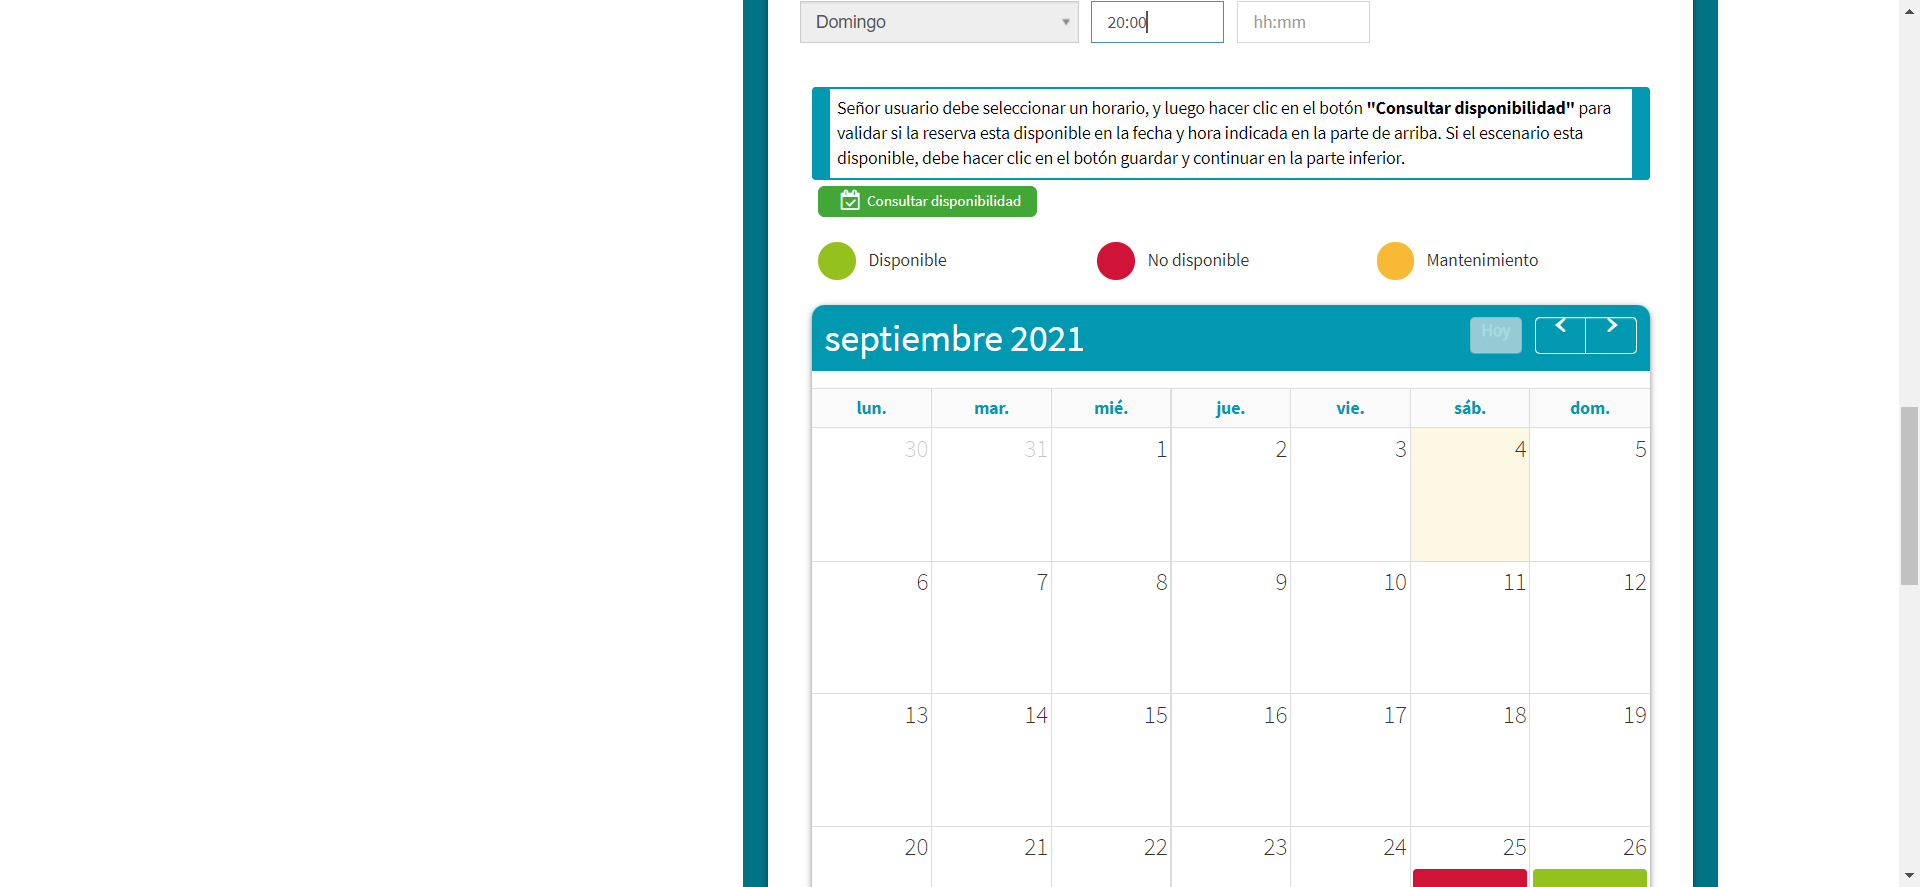 Domingo 20:00 hh:mm
Señor usuario debe seleccionar un horario, y luego hacer clic en el botón "Consultar disponibilidad" para
validar si la reserva esta disponible en la fecha y hora indicada en la parte de arriba. Si el escenario esta
disponible, debe hacer clic en el botón guardar y continuar en la parte inferior.
Consultar disponibilidad
Disponible No disponible Mantenimiento
septiembre 2021 Hoy
lun. mar. mié. jue. vie. sáb. dom.
30 31 1 2 3 4 5
6 7 8 9 10 11 12
13 14 15 16 17 18 19
20 21 22 23 24 25 26